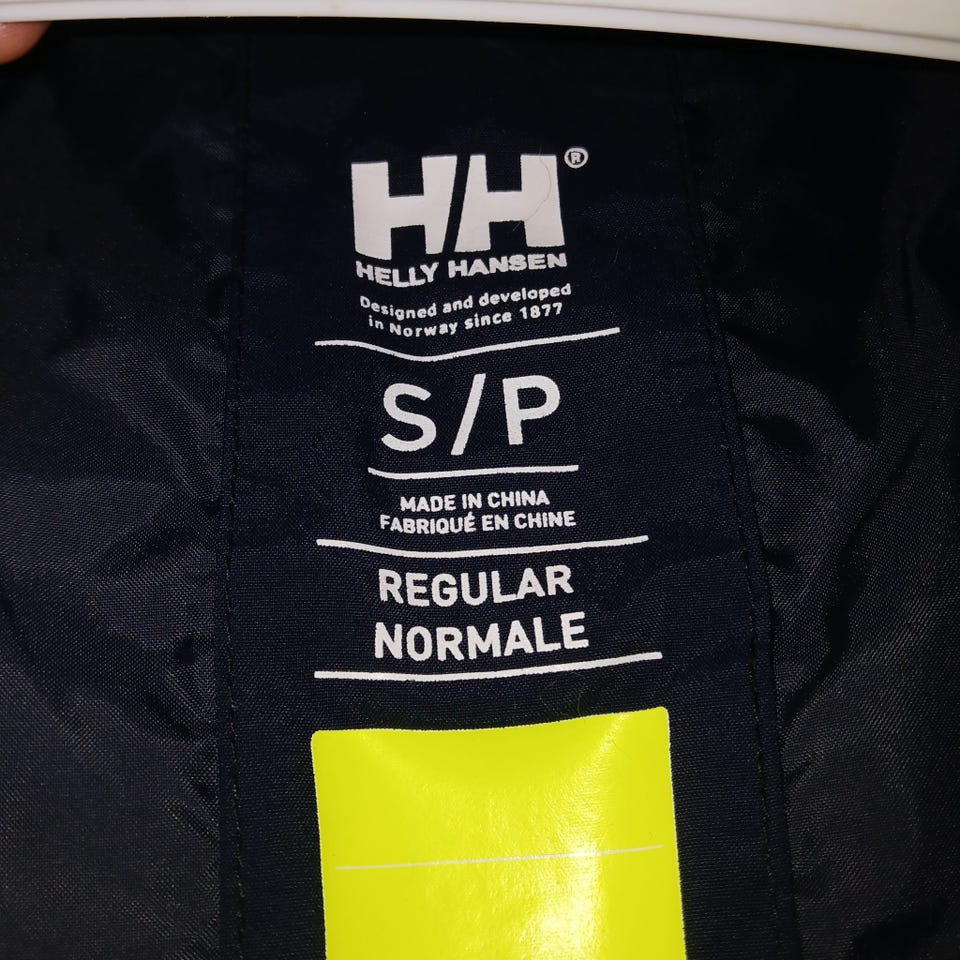 HH®
HELLY HANSEN
Designed and developed
in Norway since 1877
S/P
MADE IN CHINA
FABRIQUÉ EN CHINE
REGULAR
NORMALE